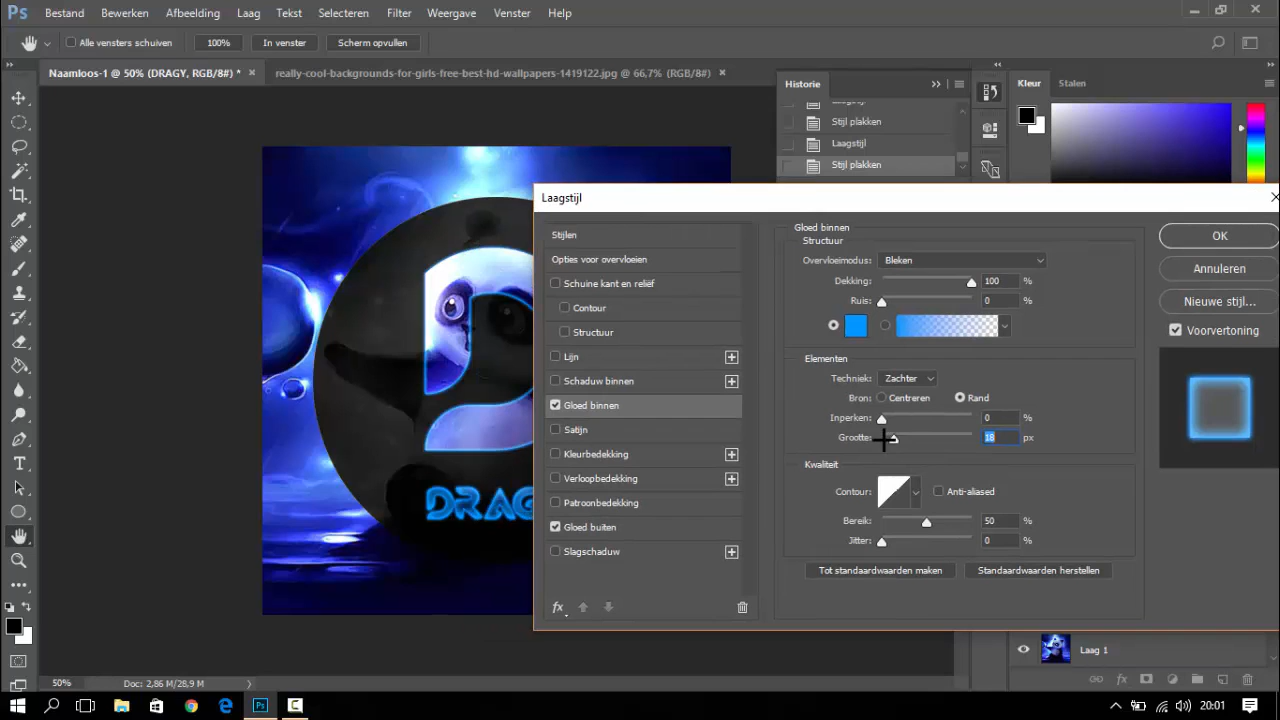 Ps Bestand Bewerken Afbeelding Laag Tekst Selecteren Filter Weergave Venster Help
Alle vensters schuiven 100% In venster Scherm opvullen
Naamloos-1 @ 50% (DRAGY, RGB/8#) * × really-cool-backgrounds-for-girls-free-best-hd-wallpapers-1419122.jpg @ 66,7% (RGB/8#) ×
Historie
Kleur Stalen
Stijl plakken
Laagstijl
Stijl plakken
Laagstijl
Stijlen
Opties voor overvloeien
Schuine kant en reliëf
Contour
Structuur
Lijn
Schaduw binnen
Gloed binnen
Satijn
Kleurbedekking
Verloopbedekking
Patroonbedekking
Gloed buiten
Slagschaduw
fx
Gloed binnen
Structuur
Overvloeimodus: Bleken
Dekking: 100 %
Ruis: 0 %
Elementen
Techniek: Zachter
Bron: Centreren Rand
Inperken: 0 %
Grootte: 18 px
Kwaliteit
Contour: Anti-aliased
Bereik: 50 %
Jitter: 0 %
Tot standaardwaarden maken Standaardwaarden herstellen
OK
Annuleren
Nieuwe stijl...
Voorvertoning
DRAG
Laag 1
fx
50% Doc: 2,86 M/28,9 M
Ps
20:01